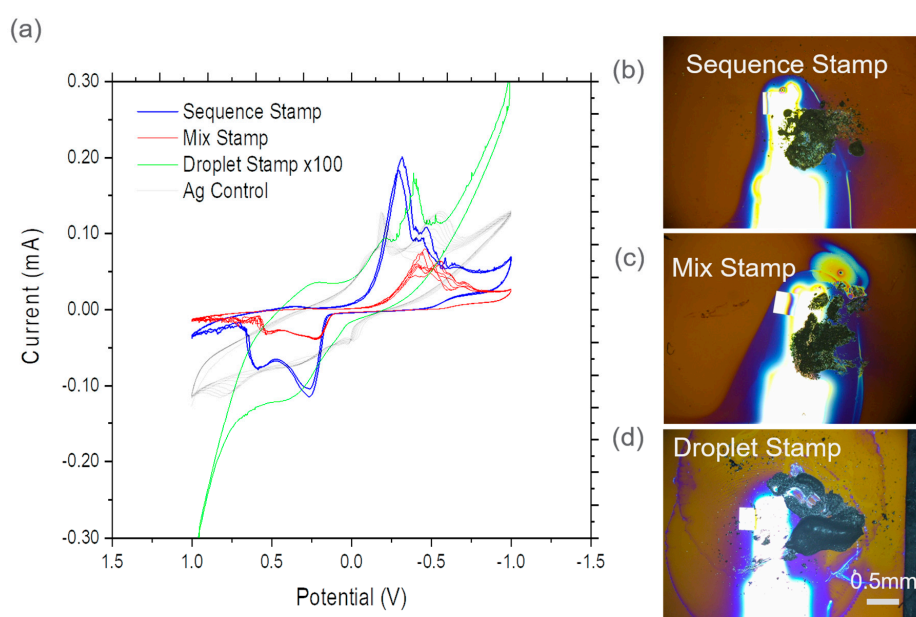 (a)
0.30
0.20
0.10
0.00
-0.10
-0.20
-0.30
Current (mA)
Sequence Stamp
Mix Stamp
Droplet Stamp x100
Ag Control
1.5 1.0 0.5 0.0 -0.5 -1.0 -1.5
Potential (V)
(b)
Sequence Stamp
(c)
Mix Stamp
(d)
Droplet Stamp
0.5mm